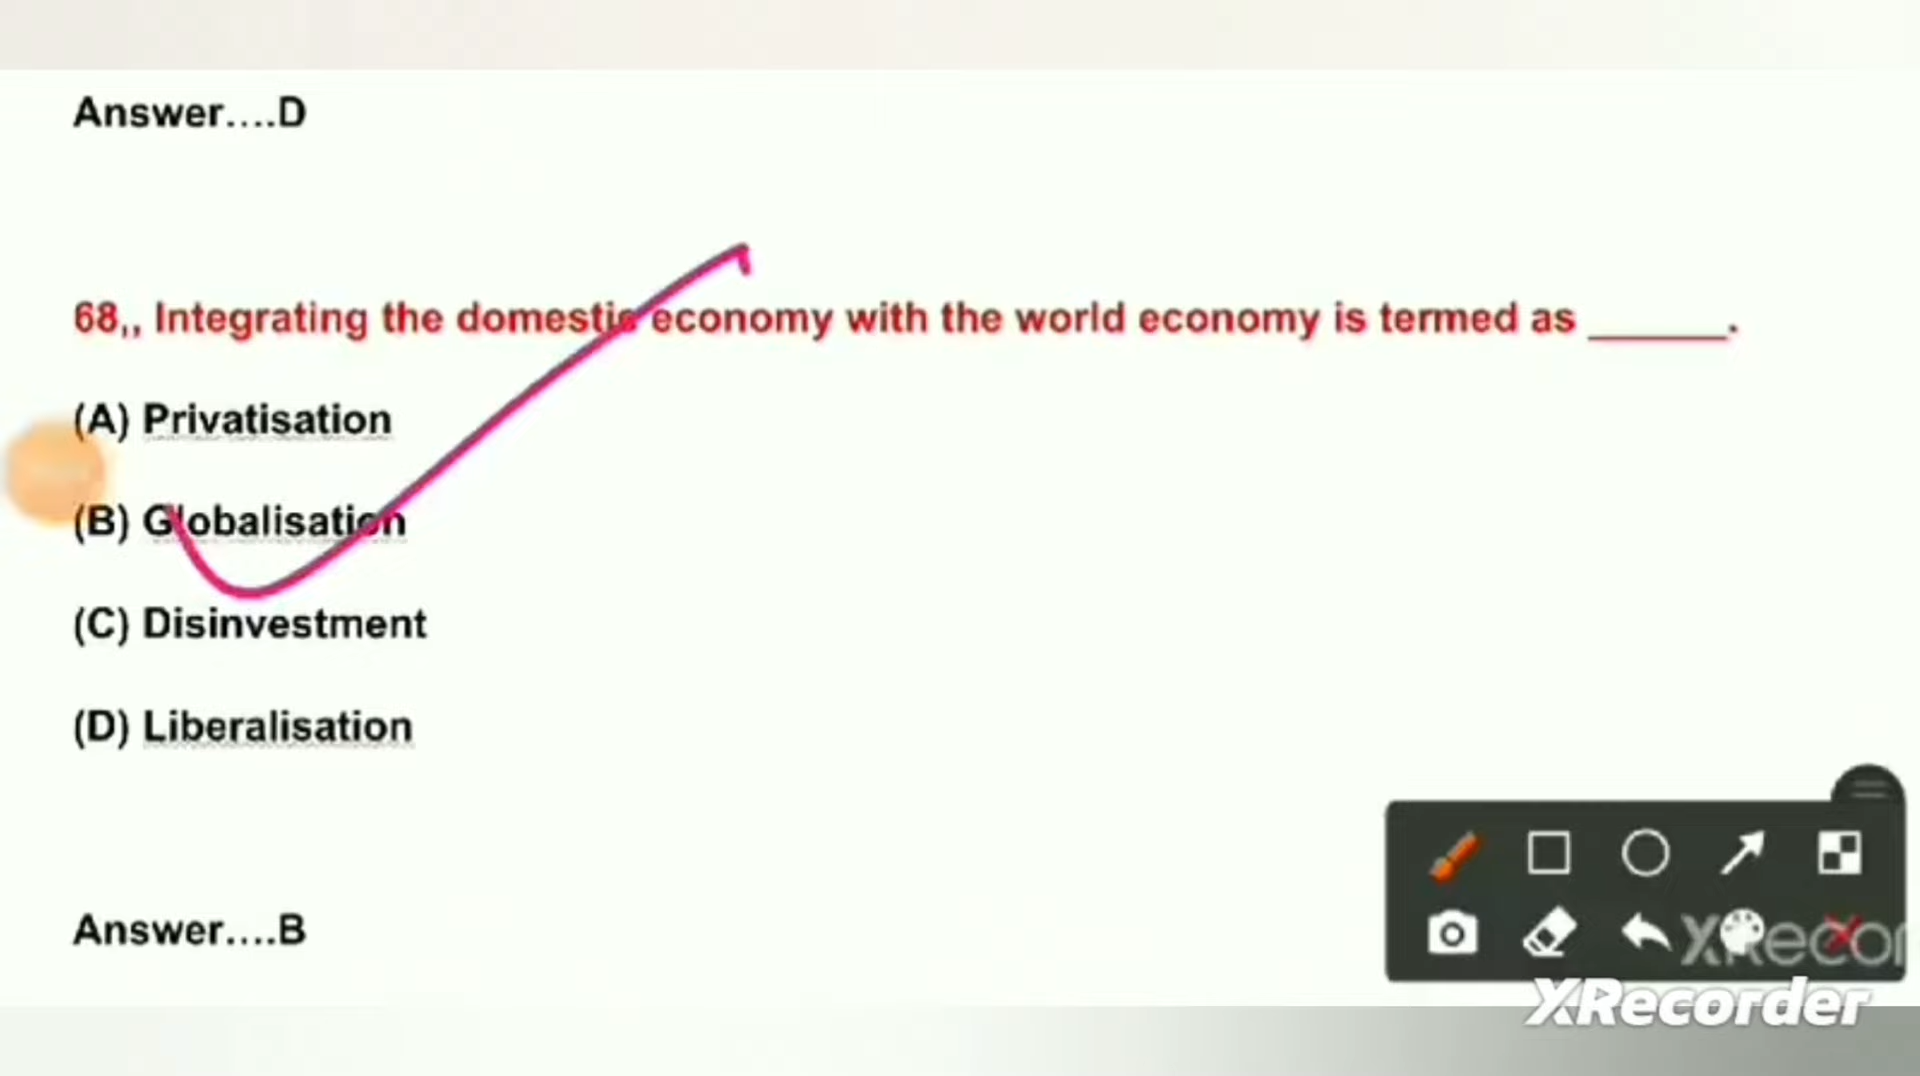 Answer....D
68,, Integrating the domestic economy with the world economy is termed as ______.
(A) Privatisation
(B) Globalisation
(C) Disinvestment
(D) Liberalisation
Answer....B
XRecor
XRecorder